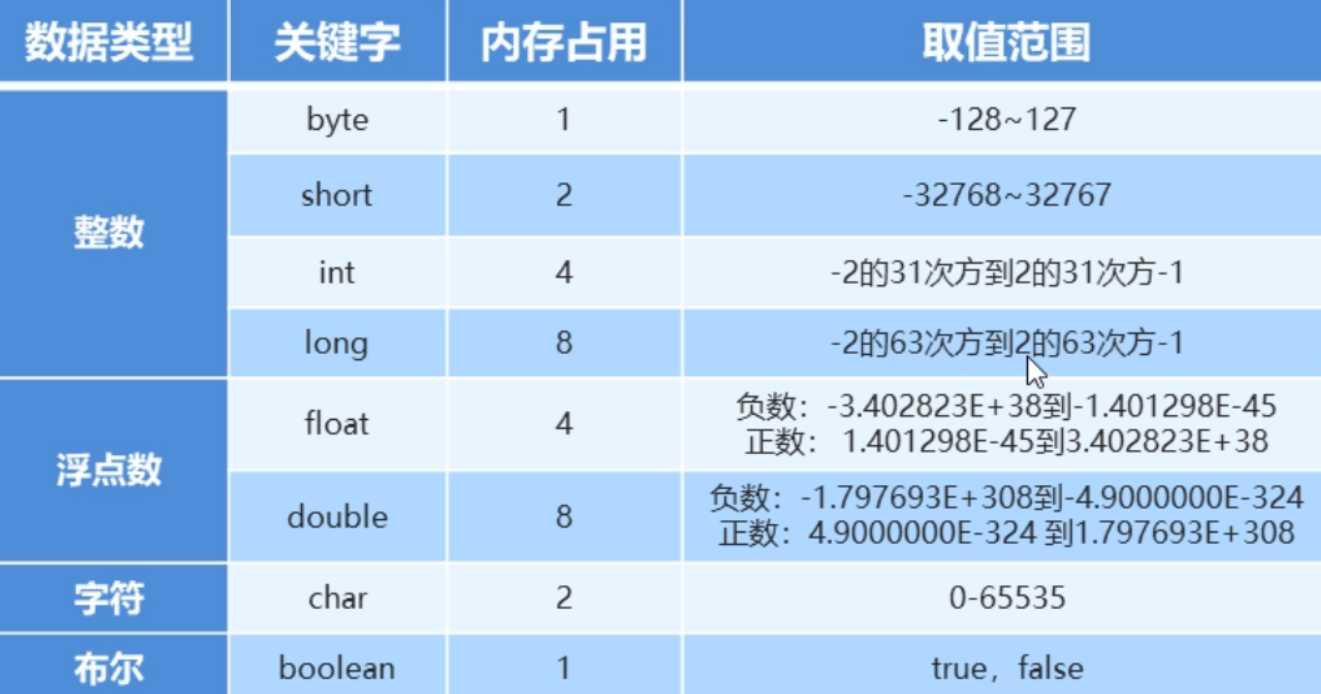 数据类型 关键字 内存占用 取值范围
整数
byte 1 -128~127
short 2 -32768~32767
int 4 -2的31次方到2的31次方-1
long 8 -2的63次方到2的63次方-1
浮点数
float 4
负数：-3.402823E+38到-1.401298E-45
正数： 1.401298E-45到3.402823E+38
double 8
负数：-1.797693E+308到-4.9000000E-324
正数：4.9000000E-324 到1.797693E+308
字符 char 2 0-65535
布尔 boolean 1 true，false